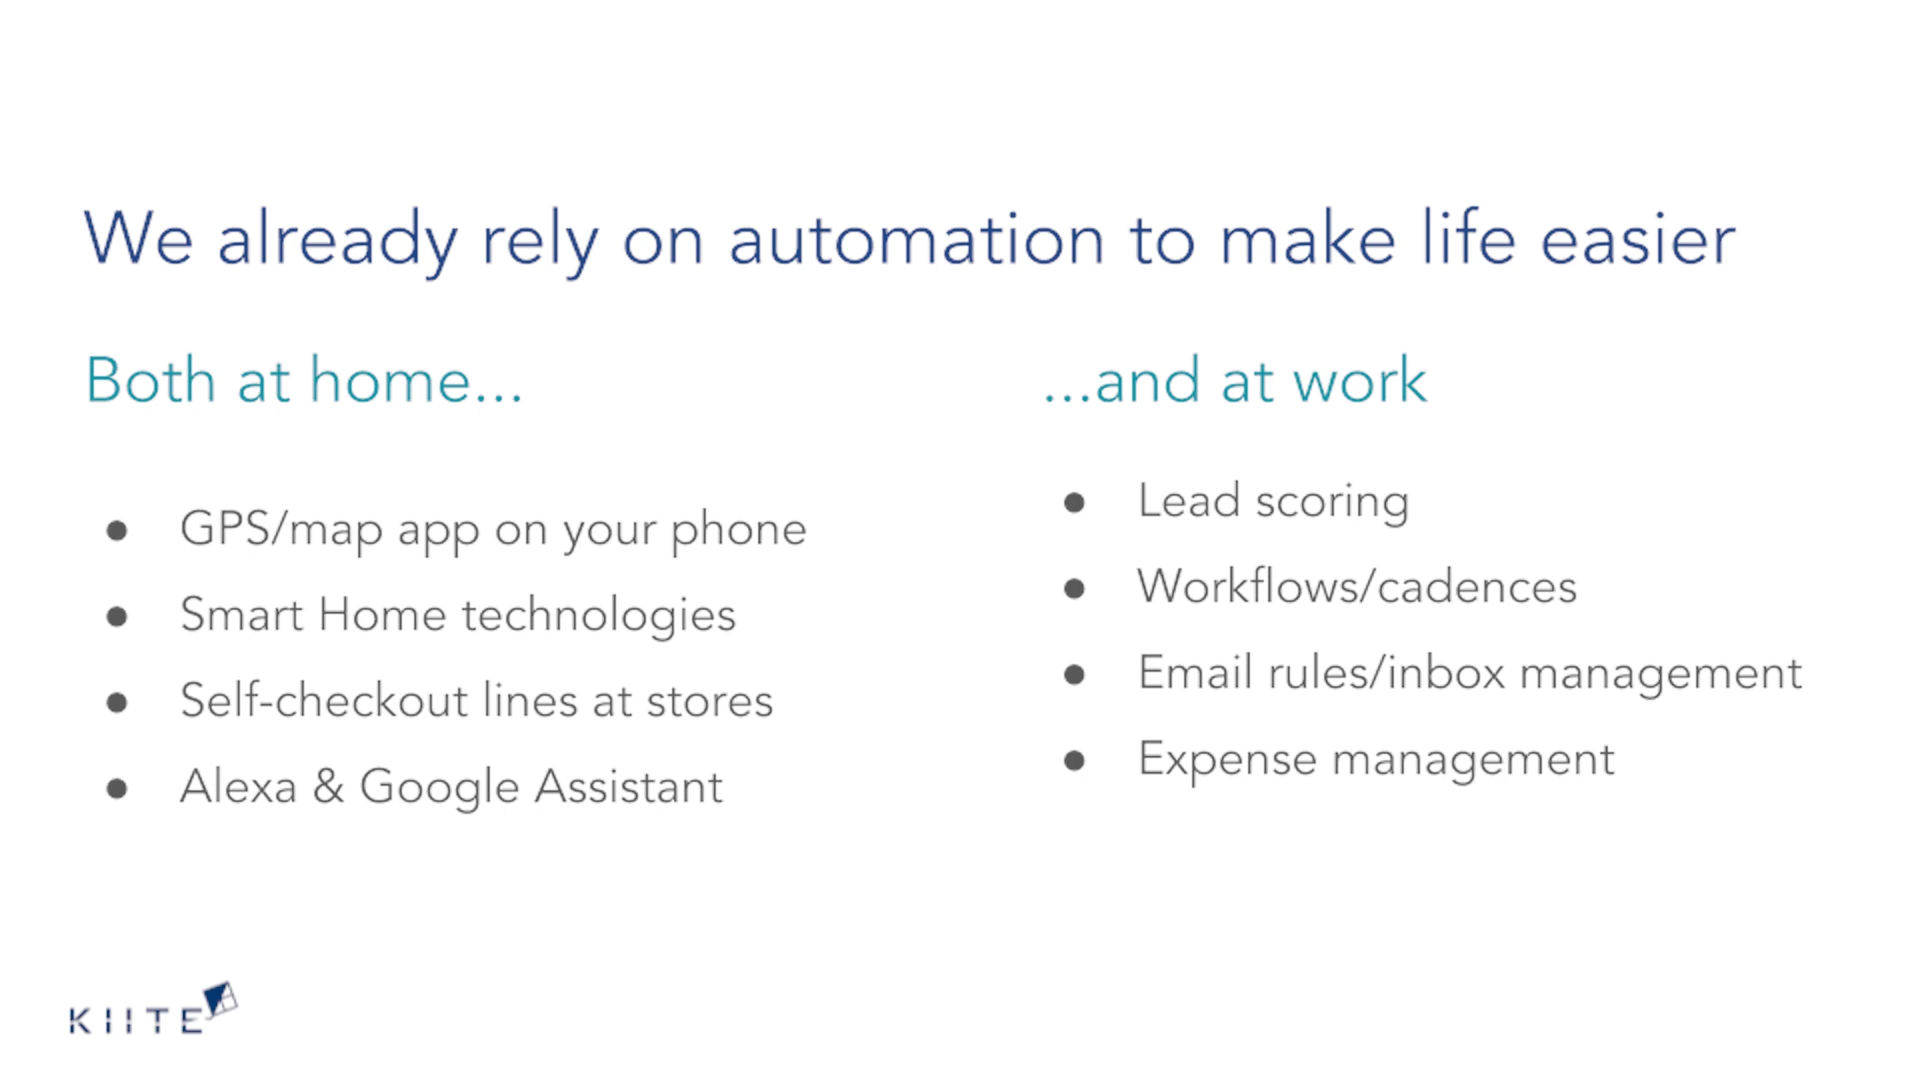 We already rely on automation to make life easier
Both at home...
● GPS/map app on your phone
● Smart Home technologies
● Self-checkout lines at stores
● Alexa & Google Assistant
...and at work
● Lead scoring
● Workflows/cadences
● Email rules/inbox management
● Expense management
KIITE